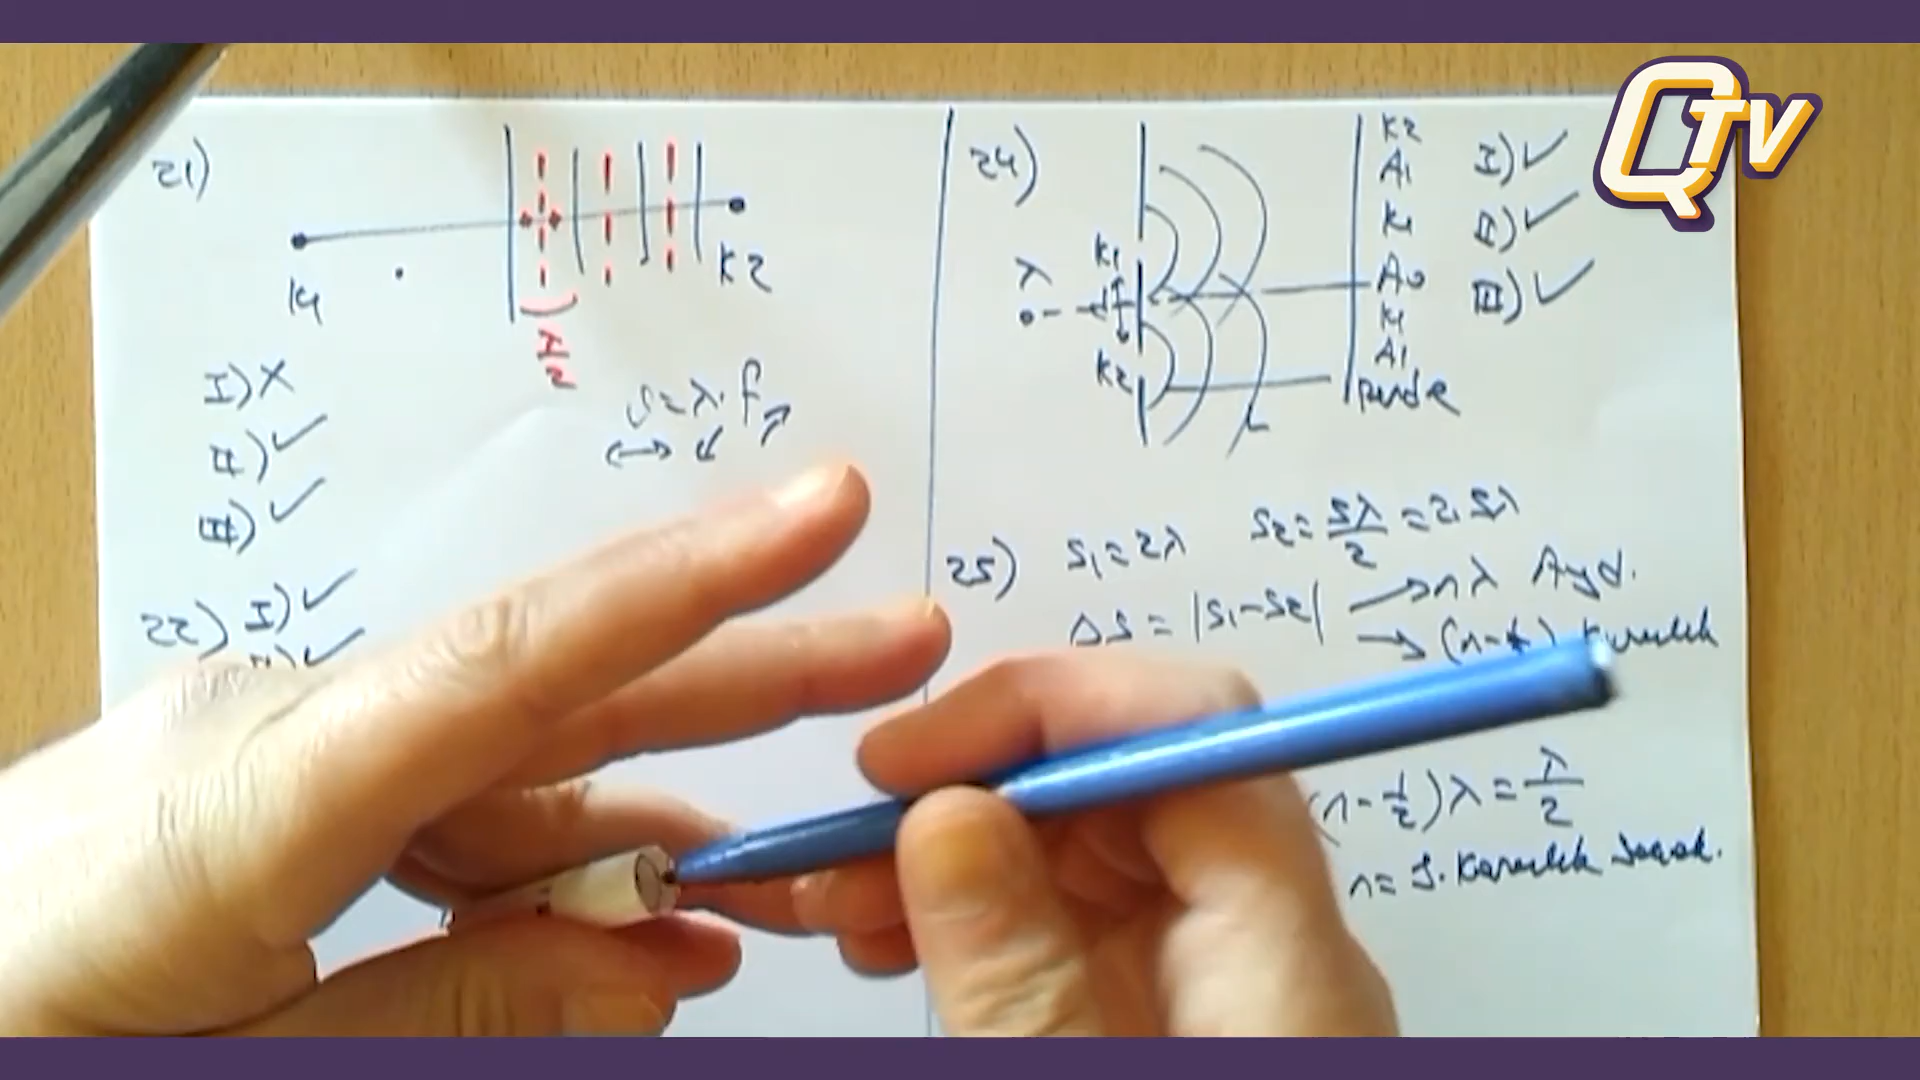 QTV
21)
K1
K2
λ/2
I) X
II) ✓
III) ✓
v = λ . f
22) I) ✓
II) ✓
24)
λ
K1
K2
K2
A1
K1
A0
K1
A1
Perde
I) ✓
II) ✓
III) ✓
25) S1 = 2λ S2 = 5λ/2 = 2,5λ
ΔS = |S1 - S2| → nλ Ayd.
→ Karanlık
(n - 1/2) λ = λ/2
n = 1. Karanlık Saçak.